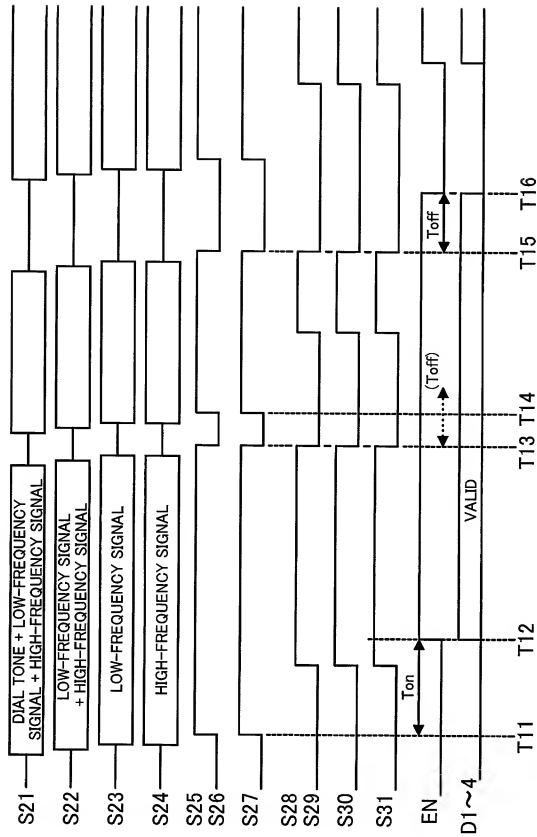 S21
DIAL TONE + LOW-FREQUENCY
SIGNAL + HIGH-FREQUENCY SIGNAL
S22
LOW-FREQUENCY SIGNAL
+ HIGH-FREQUENCY SIGNAL
S23
LOW-FREQUENCY SIGNAL
S24
HIGH-FREQUENCY SIGNAL
S25
S26
S27
S28
S29
S30
S31
EN
Ton
(Toff)
Toff
D1~4
VALID
T11
T12
T13
T14
T15
T16